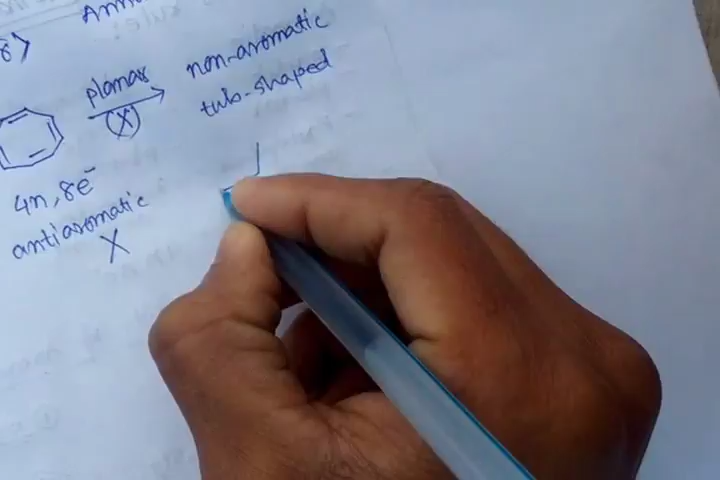 8>
planar
(X)
non-aromatic
tub-shaped
4n, 8e⁻
antiaromatic
X